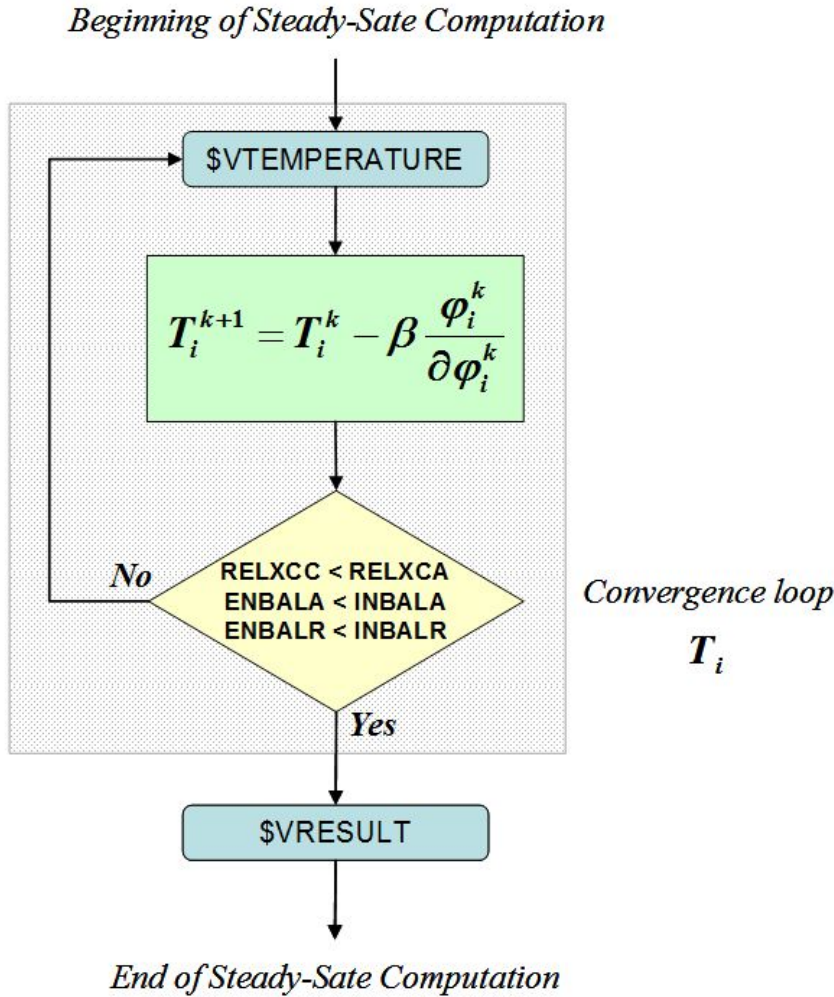 Beginning of Steady-Sate Computation
$VTEMPERATURE
T_i^{k+1} = T_i^k − β φ_i^k / ∂φ_i^k
RELXCC < RELXCA
ENBALA < INBALA
ENBALR < INBALR
No
Convergence loop
T_i
Yes
$VRESULT
End of Steady-Sate Computation